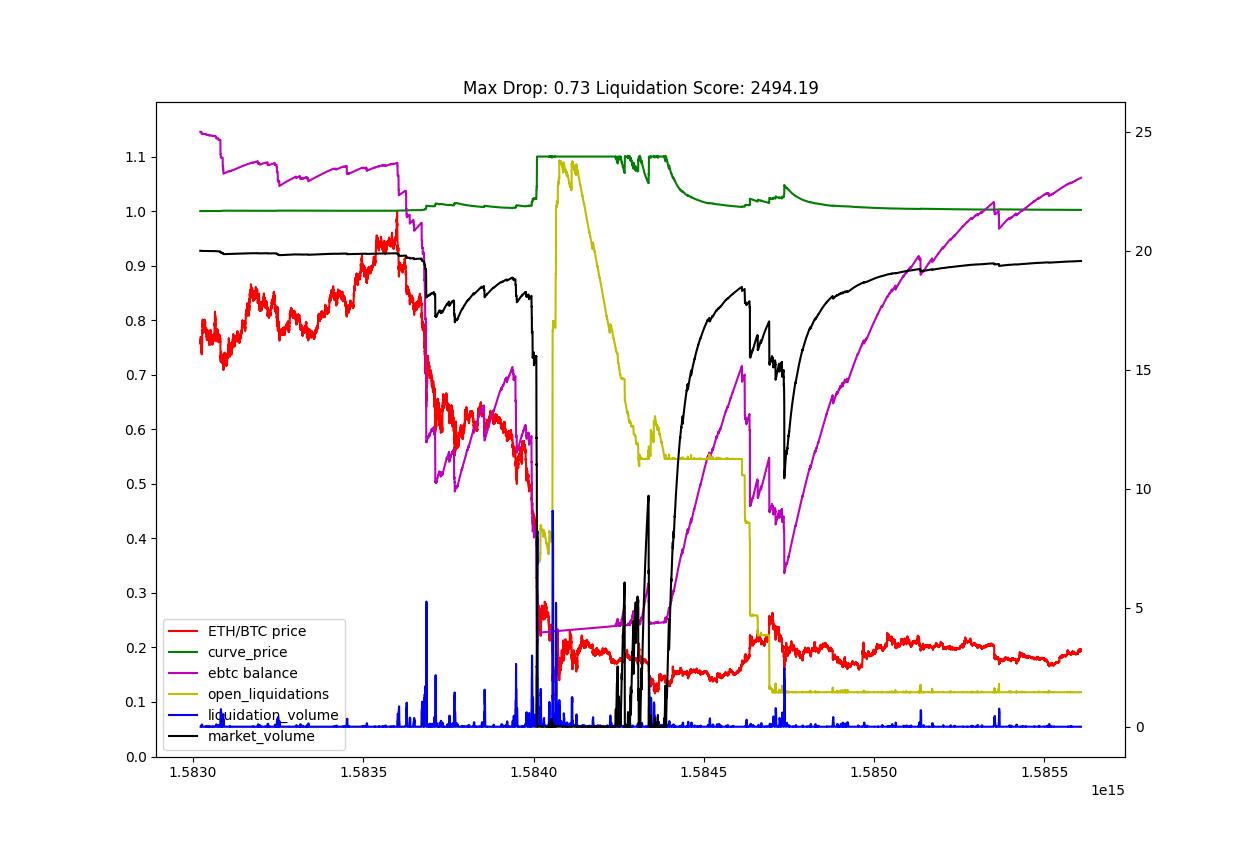 Max Drop: 0.73 Liquidation Score: 2494.19
1.1
1.0
0.9
0.8
0.7
0.6
0.5
0.4
0.3
0.2
0.1
0.0
25
20
15
10
5
0
ETH/BTC price
curve_price
ebtc balance
open_liquidations
liquidation_volume
market_volume
1.5830 1.5835 1.5840 1.5845 1.5850 1.5855
1e15